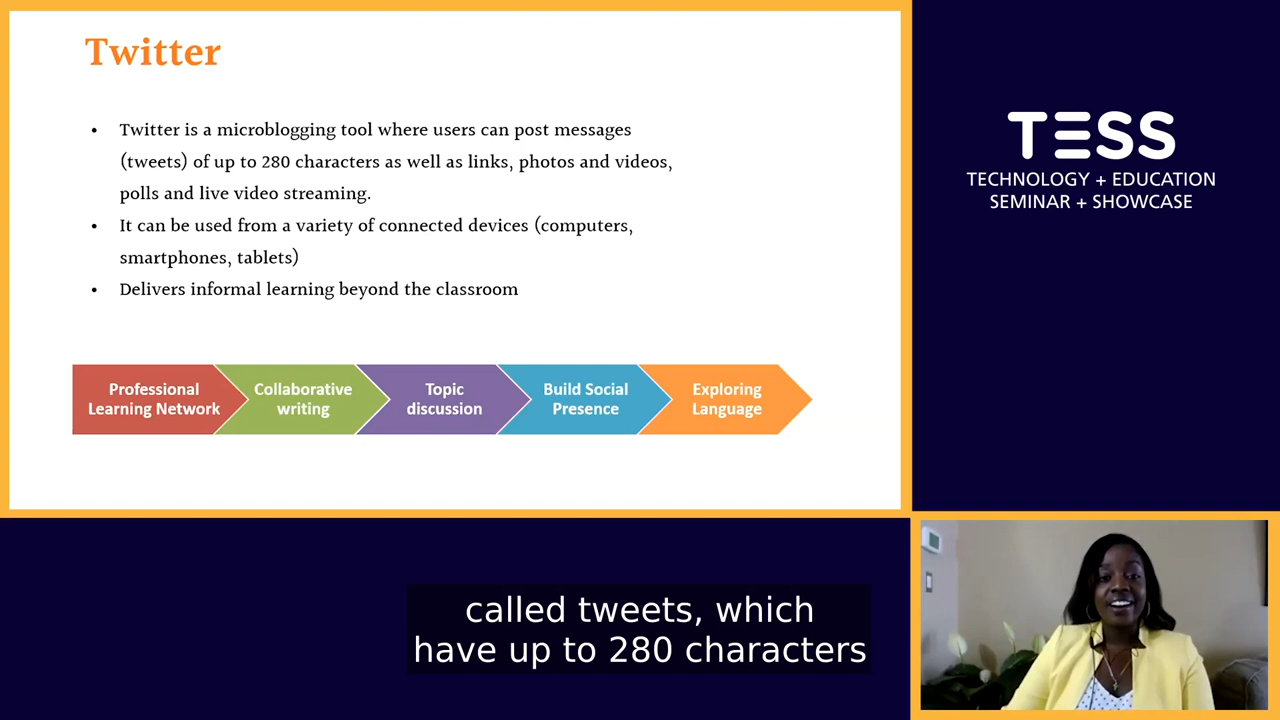 Twitter
• Twitter is a microblogging tool where users can post messages
(tweets) of up to 280 characters as well as links, photos and videos,
polls and live video streaming.
• It can be used from a variety of connected devices (computers,
smartphones, tablets)
• Delivers informal learning beyond the classroom
Professional
Learning Network
Collaborative
writing
Topic
discussion
Build Social
Presence
Exploring
Language
TESS
TECHNOLOGY + EDUCATION
SEMINAR + SHOWCASE
called tweets, which
have up to 280 characters